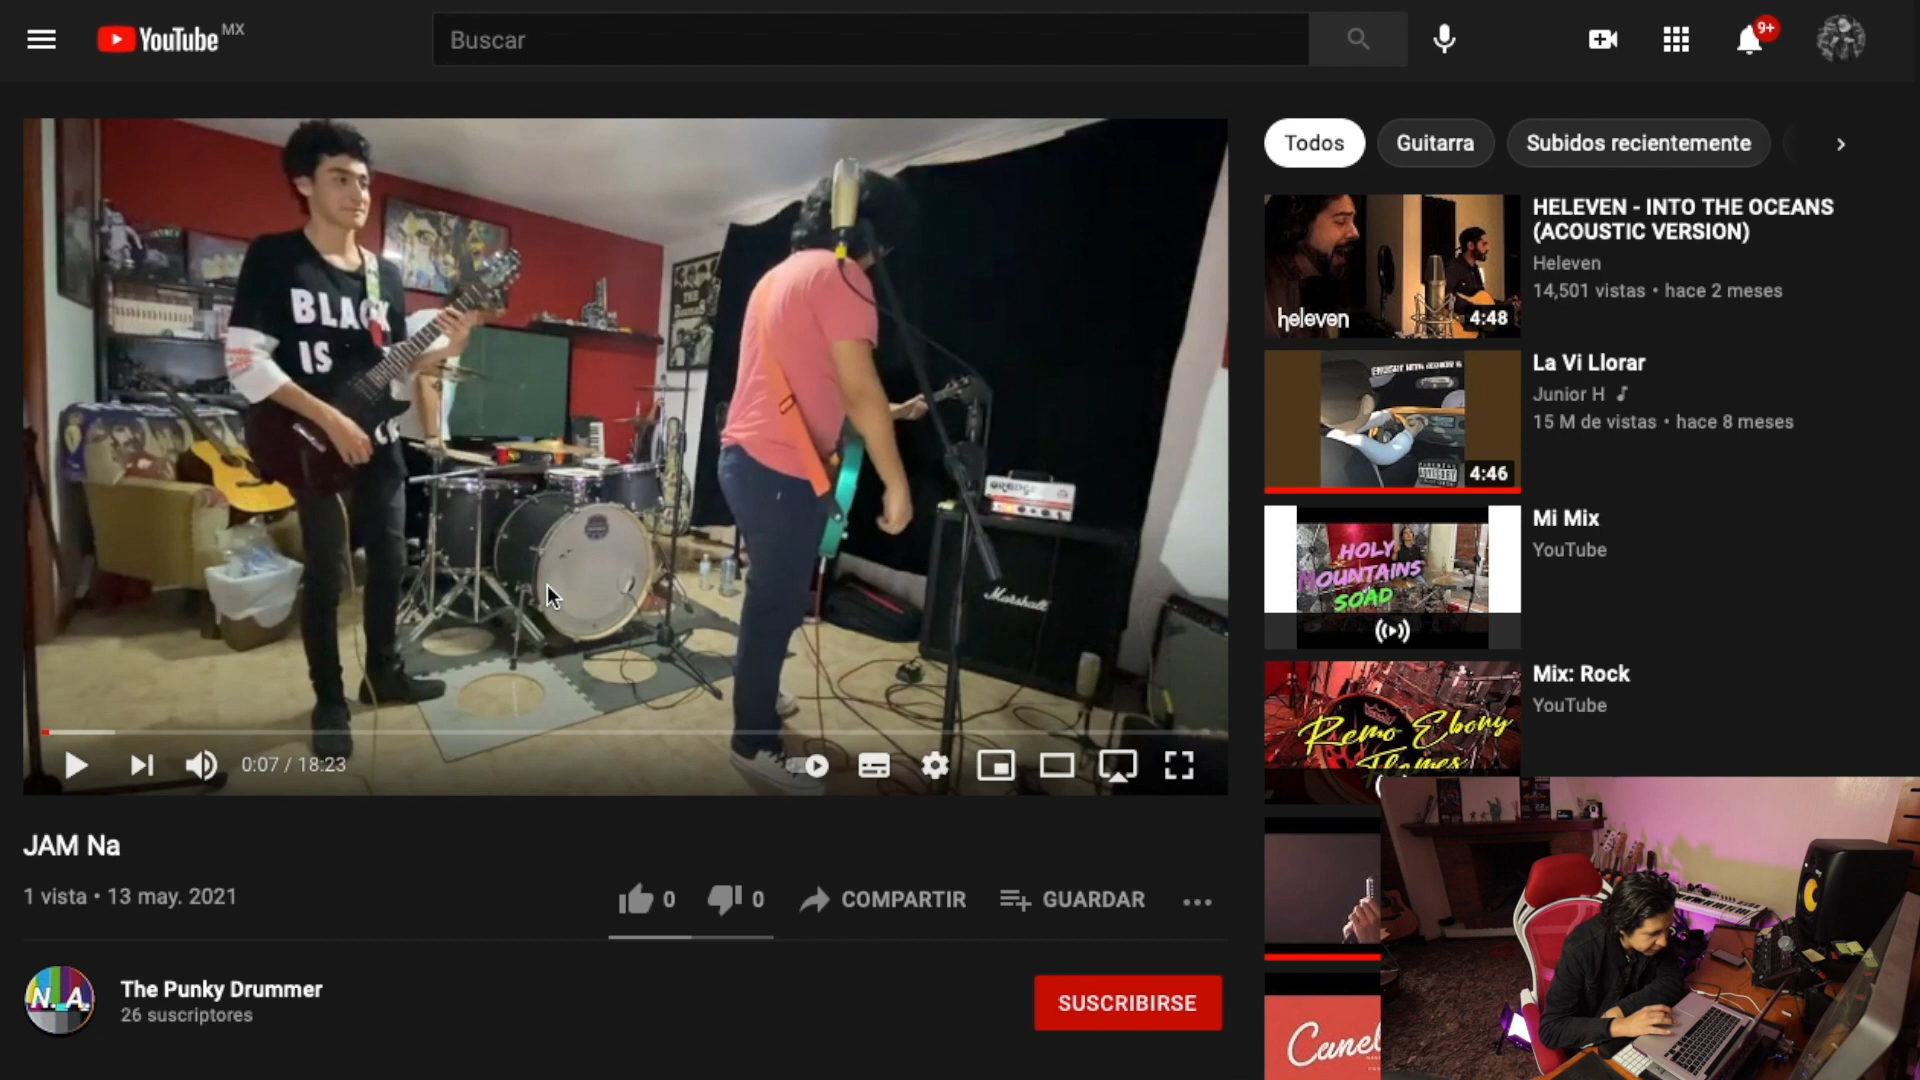 YouTube MX
Buscar
9+
BLACK
IS
ORANGE
Marshall
0:07 / 18:23
JAM Na
1 vista • 13 may. 2021
0
0
COMPARTIR
GUARDAR
N. A.
The Punky Drummer
26 suscriptores
SUSCRIBIRSE
Todos
Guitarra
Subidos recientemente
heleven
4:48
HELEVEN - INTO THE OCEANS
(ACOUSTIC VERSION)
Heleven
14,501 vistas • hace 2 meses
4:46
La Vi Llorar
Junior H
15 M de vistas • hace 8 meses
HOLY
MOUNTAINS
SOAD
Mi Mix
YouTube
Remo Ebony
Flames
Mix: Rock
YouTube